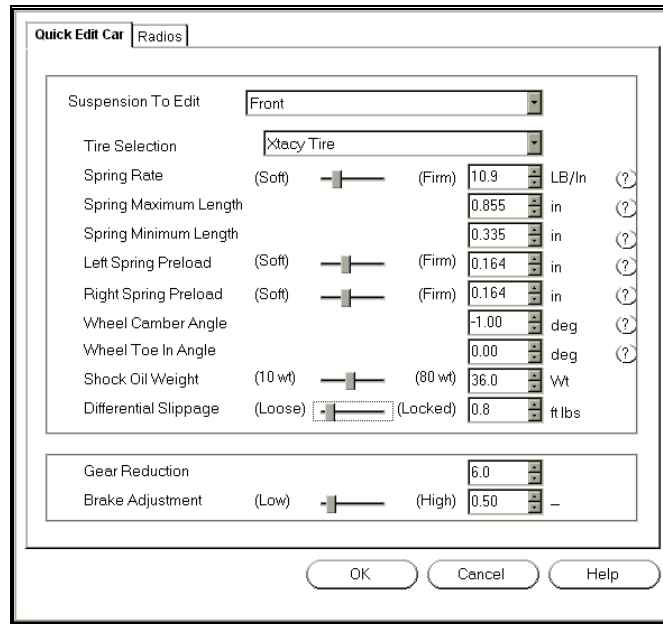 Quick Edit Car Radios
Suspension To Edit Front
Tire Selection Xtacy Tire
Spring Rate (Soft) (Firm) 10.9 LB/In ?
Spring Maximum Length 0.855 in ?
Spring Minimum Length 0.335 in ?
Left Spring Preload (Soft) (Firm) 0.164 in ?
Right Spring Preload (Soft) (Firm) 0.164 in ?
Wheel Camber Angle -1.00 deg ?
Wheel Toe In Angle 0.00 deg ?
Shock Oil Weight (10 wt) (80 wt) 36.0 Wt
Differential Slippage (Loose) (Locked) 0.8 ft lbs
Gear Reduction 6.0
Brake Adjustment (Low) (High) 0.50 _
OK Cancel Help